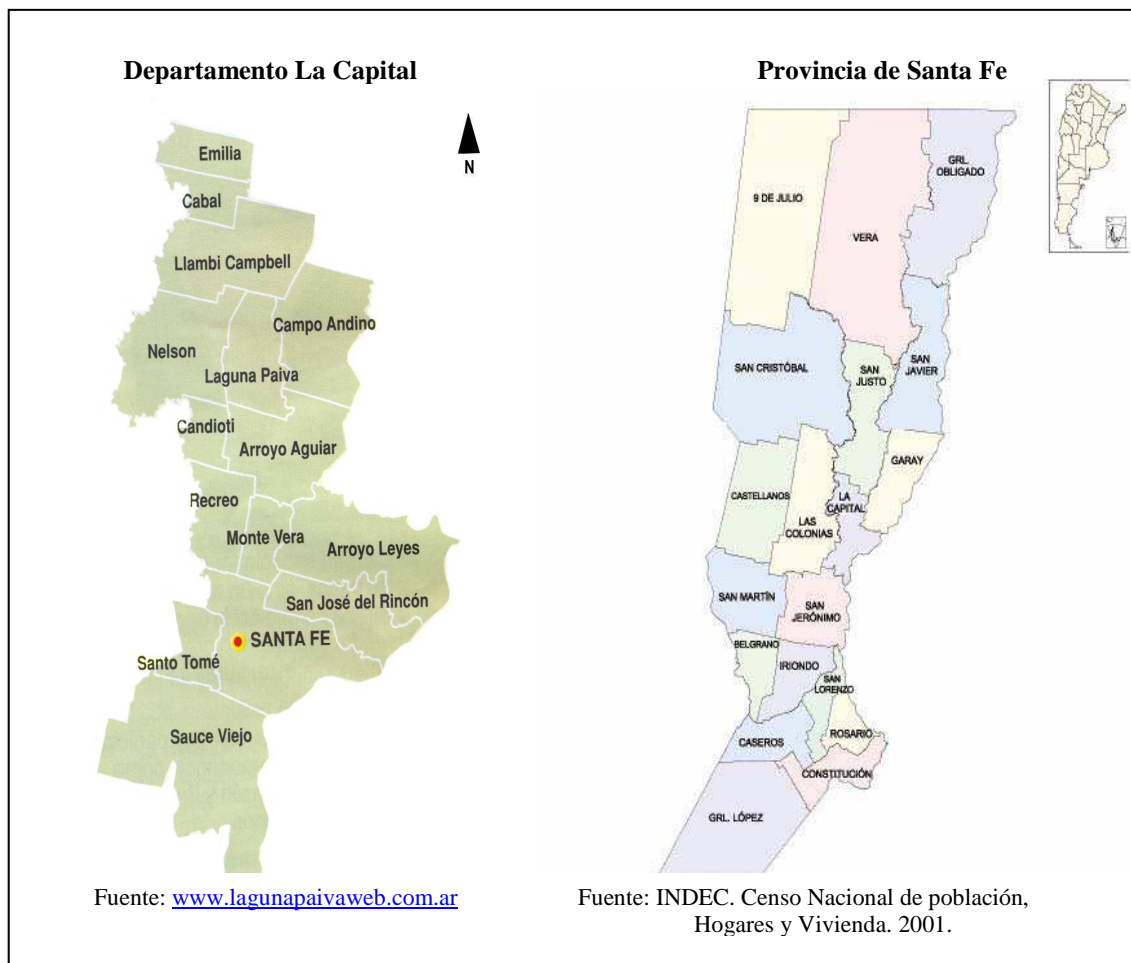 Departamento La Capital
Emilia
Cabal
Llambi Campbell
Campo Andino
Nelson
Laguna Paiva
Candioti
Arroyo Aguiar
Recreo
Monte Vera
Arroyo Leyes
San José del Rincón
SANTA FE
Santo Tomé
Sauce Viejo
N
Fuente: www.lagunapaivaweb.com.ar
Provincia de Santa Fe
GRL.
OBLIGADO
9 DE JULIO
VERA
SAN CRISTÓBAL
SAN
JUSTO
SAN
JAVIER
GARAY
CASTELLANOS
LAS
COLONIAS
LA
CAPITAL
SAN MARTÍN
SAN
JERÓNIMO
BELGRANO
IRIONDO
SAN
LORENZO
CASEROS
ROSARIO
CONSTITUCIÓN
GRL. LÓPEZ
Fuente: INDEC. Censo Nacional de población,
Hogares y Vivienda. 2001.